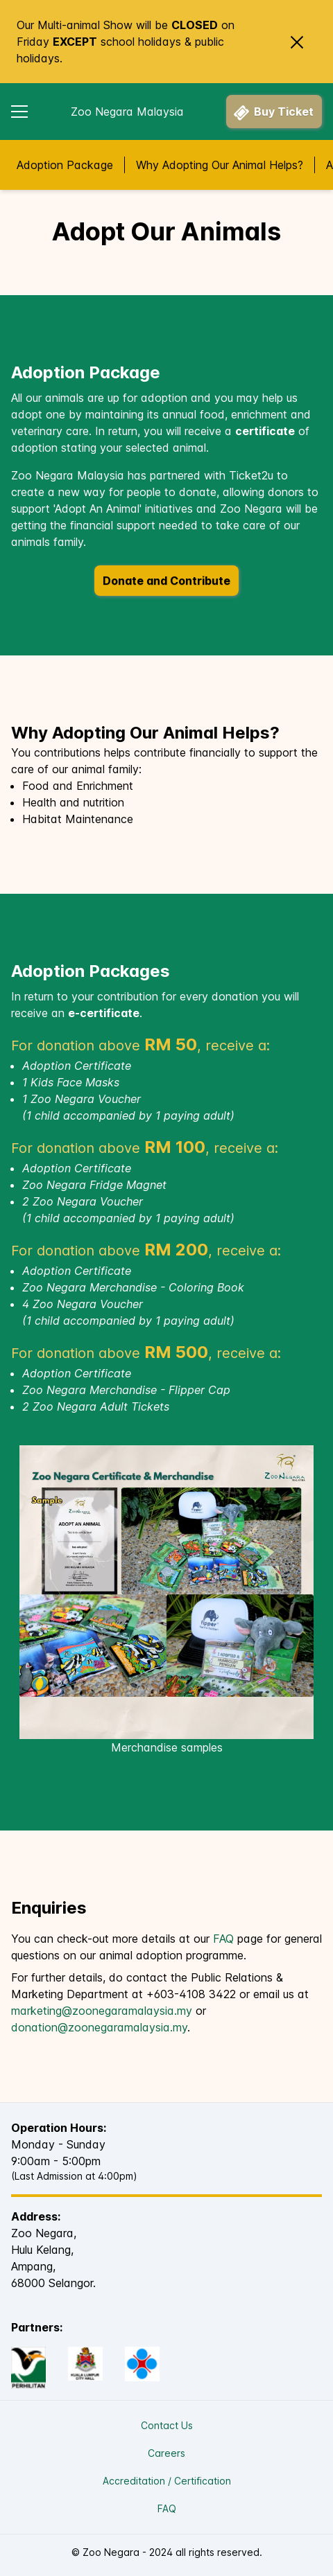 Our Multi-animal Show will be CLOSED on
Friday EXCEPT school holidays & public
holidays.
Zoo Negara Malaysia
Buy Ticket
Adoption Package
Why Adopting Our Animal Helps?
A
Adopt Our Animals
Adoption Package
All our animals are up for adoption and you may help us
adopt one by maintaining its annual food, enrichment and
veterinary care. In return, you will receive a certificate of
adoption stating your selected animal.
Zoo Negara Malaysia has partnered with Ticket2u to
create a new way for people to donate, allowing donors to
support 'Adopt An Animal' initiatives and Zoo Negara will be
getting the financial support needed to take care of our
animals family.
Donate and Contribute
Why Adopting Our Animal Helps?
You contributions helps contribute financially to support the
care of our animal family:
• Food and Enrichment
• Health and nutrition
• Habitat Maintenance
Adoption Packages
In return to your contribution for every donation you will
receive an e-certificate.
For donation above RM 50, receive a:
• Adoption Certificate
• 1 Kids Face Masks
• 1 Zoo Negara Voucher
(1 child accompanied by 1 paying adult)
For donation above RM 100, receive a:
• Adoption Certificate
• Zoo Negara Fridge Magnet
• 2 Zoo Negara Voucher
(1 child accompanied by 1 paying adult)
For donation above RM 200, receive a:
• Adoption Certificate
• Zoo Negara Merchandise - Coloring Book
• 4 Zoo Negara Voucher
(1 child accompanied by 1 paying adult)
For donation above RM 500, receive a:
• Adoption Certificate
• Zoo Negara Merchandise - Flipper Cap
• 2 Zoo Negara Adult Tickets
Zoo Negara Certificate & Merchandise
ZOO NEGARA
Sample
ADOPT AN ANIMAL
Merchandise samples
Enquiries
You can check-out more details at our FAQ page for general
questions on our animal adoption programme.
For further details, do contact the Public Relations &
Marketing Department at +603-4108 3422 or email us at
marketing@zoonegaramalaysia.my or
donation@zoonegaramalaysia.my.
Operation Hours:
Monday - Sunday
9:00am - 5:00pm
(Last Admission at 4:00pm)
Address:
Zoo Negara,
Hulu Kelang,
Ampang,
68000 Selangor.
Partners:
PERHILITAN
KUALA LUMPUR
CITY HALL
Contact Us
Careers
Accreditation / Certification
FAQ
© Zoo Negara - 2024 all rights reserved.